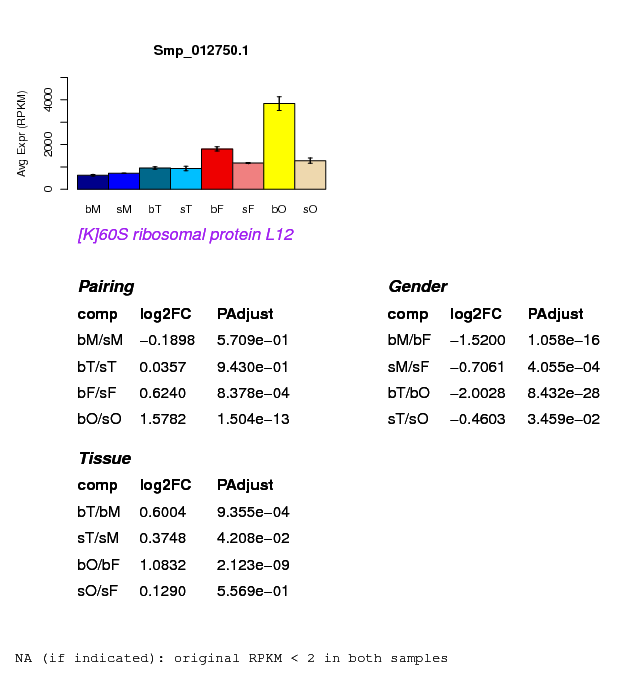 Smp_012750.1
Avg Expr (RPKM)
0 2000 4000
bM sM bT sT bF sF bO sO
[K]60S ribosomal protein L12
Pairing
comp log2FC PAdjust
bM/sM −0.1898 5.709e−01
bT/sT 0.0357 9.430e−01
bF/sF 0.6240 8.378e−04
bO/sO 1.5782 1.504e−13
Gender
comp log2FC PAdjust
bM/bF −1.5200 1.058e−16
sM/sF −0.7061 4.055e−04
bT/bO −2.0028 8.432e−28
sT/sO −0.4603 3.459e−02
Tissue
comp log2FC PAdjust
bT/bM 0.6004 9.355e−04
sT/sM 0.3748 4.208e−02
bO/bF 1.0832 2.123e−09
sO/sF 0.1290 5.569e−01
NA (if indicated): original RPKM < 2 in both samples